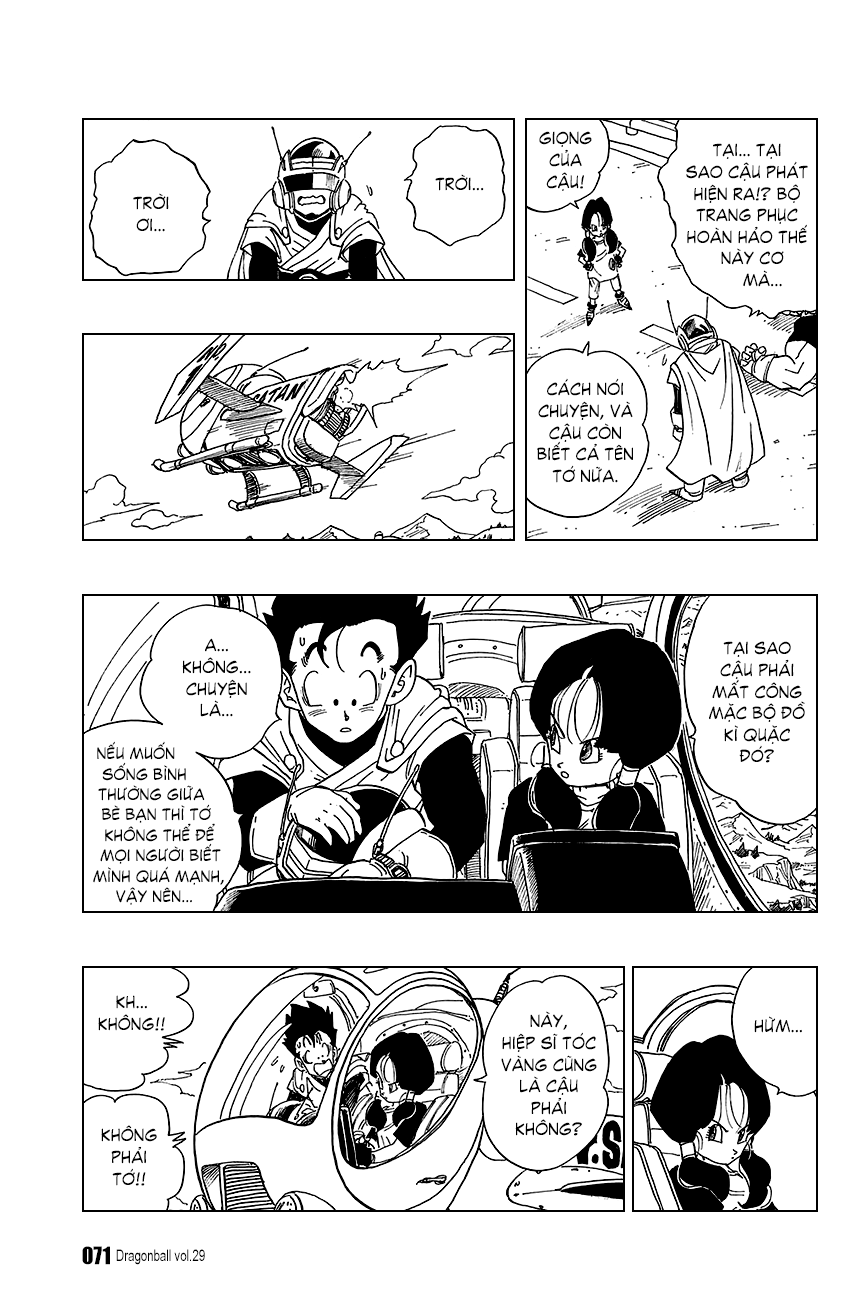 TẠI... TẠI
SAO CẬU PHÁT
HIỆN RA!? BỘ
TRANG PHỤC
HOÀN HẢO THẾ
NÀY CƠ
MÀ...
GIỌNG
CỦA
CẬU!
CÁCH NÓI
CHUYỆN, VÀ
CẬU CÒN
BIẾT CẢ TÊN
TỚ NỮA.
TRỜI...
TRỜI
ƠI...
NO.
1
SATAN
TẠI SAO
CẬU PHẢI
MẤT CÔNG
MẶC BỘ ĐỒ
KÌ QUẶC
ĐÓ?
A...
KHÔNG...
CHUYỆN
LÀ...
NẾU MUỐN
SỐNG BÌNH
THƯỜNG GIỮA
BÈ BẠN THÌ TỚ
KHÔNG THỂ ĐỂ
MỌI NGƯỜI BIẾT
MÌNH QUÁ MẠNH,
VẬY NÊN...
HỪM...
NÀY,
HIỆP SĨ TÓC
VÀNG CŨNG
LÀ CẬU
PHẢI
KHÔNG?
KH...
KHÔNG!!
KHÔNG
PHẢI
TỚ!!
071 Dragonball vol.29